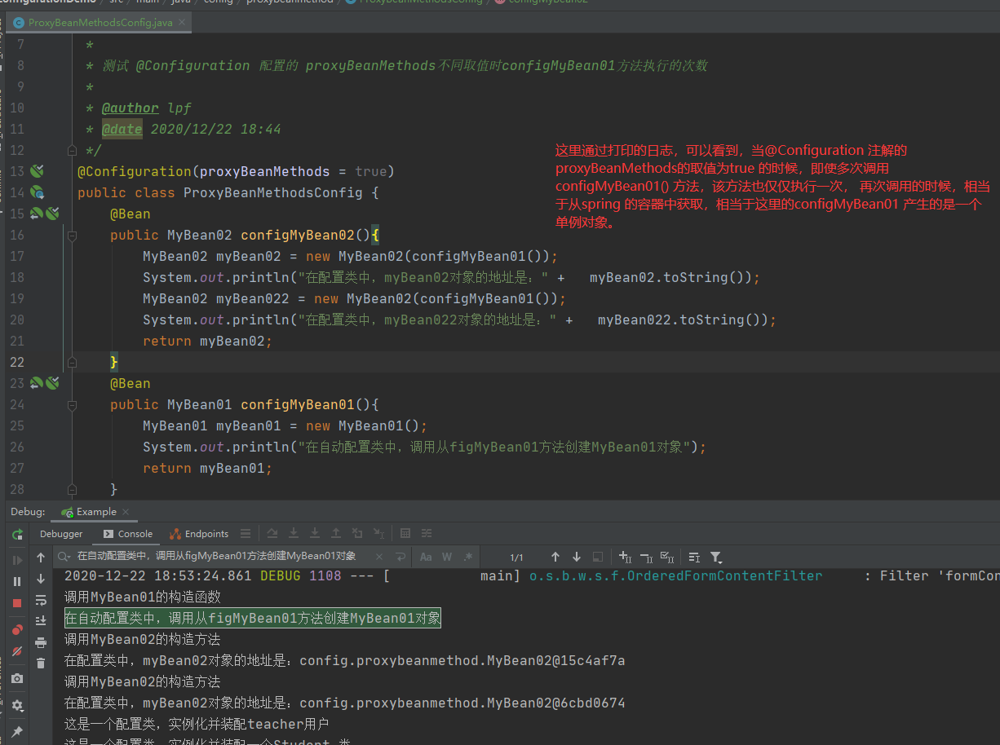 ProxyBeanMethodsConfig.java
7 *
8 * 测试 @Configuration 配置的 proxyBeanMethods不同取值时configMyBean01方法执行的次数
9 *
10 * @author lpf
11 * @date 2020/12/22 18:44
12 */
13 @Configuration(proxyBeanMethods = true)
14 public class ProxyBeanMethodsConfig {
15 @Bean
16 public MyBean02 configMyBean02(){
17 MyBean02 myBean02 = new MyBean02(configMyBean01());
18 System.out.println("在配置类中，myBean02对象的地址是：" + myBean02.toString());
19 MyBean02 myBean022 = new MyBean02(configMyBean01());
20 System.out.println("在配置类中，myBean022对象的地址是：" + myBean022.toString());
21 return myBean02;
22 }
23 @Bean
24 public MyBean01 configMyBean01(){
25 MyBean01 myBean01 = new MyBean01();
26 System.out.println("在自动配置类中，调用从figMyBean01方法创建MyBean01对象");
27 return myBean01;
28 }
这里通过打印的日志，可以看到，当@Configuration 注解的
proxyBeanMethods的取值为true 的时候，即使多次调用
configMyBean01() 方法，该方法也仅仅执行一次， 再次调用的时候，相当
于从spring 的容器中获取，相当于这里的configMyBean01 产生的是一个
单例对象。
Debug: Example
Debugger Console Endpoints
在自动配置类中，调用从figMyBean01方法创建MyBean01对象 Aa W .* 1/1
2020-12-22 18:53:24.861 DEBUG 1108 --- [ main] o.s.b.w.s.f.OrderedFormContentFilter : Filter 'formCon
调用MyBean01的构造函数
在自动配置类中，调用从figMyBean01方法创建MyBean01对象
调用MyBean02的构造方法
在配置类中，myBean02对象的地址是：config.proxybeanmethod.MyBean02@15c4af7a
调用MyBean02的构造方法
在配置类中，myBean02对象的地址是：config.proxybeanmethod.MyBean02@6cbd0674
这是一个配置类，实例化并装配teacher用户
这是一个配置类，实例化并装配一个Student 类